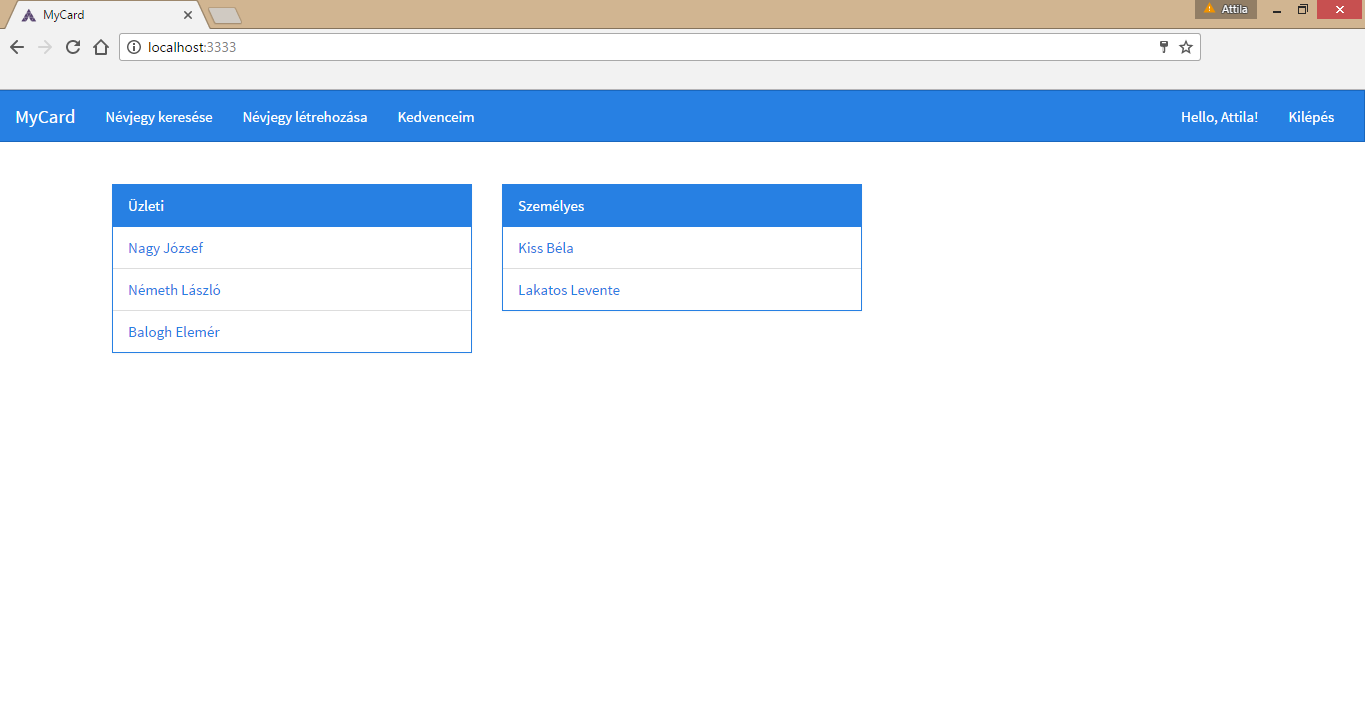 MyCard
Attila
localhost:3333
MyCard Névjegy keresése Névjegy létrehozása Kedvenceim Hello, Attila! Kilépés
Üzleti
Nagy József
Németh László
Balogh Elemér
Személyes
Kiss Béla
Lakatos Levente